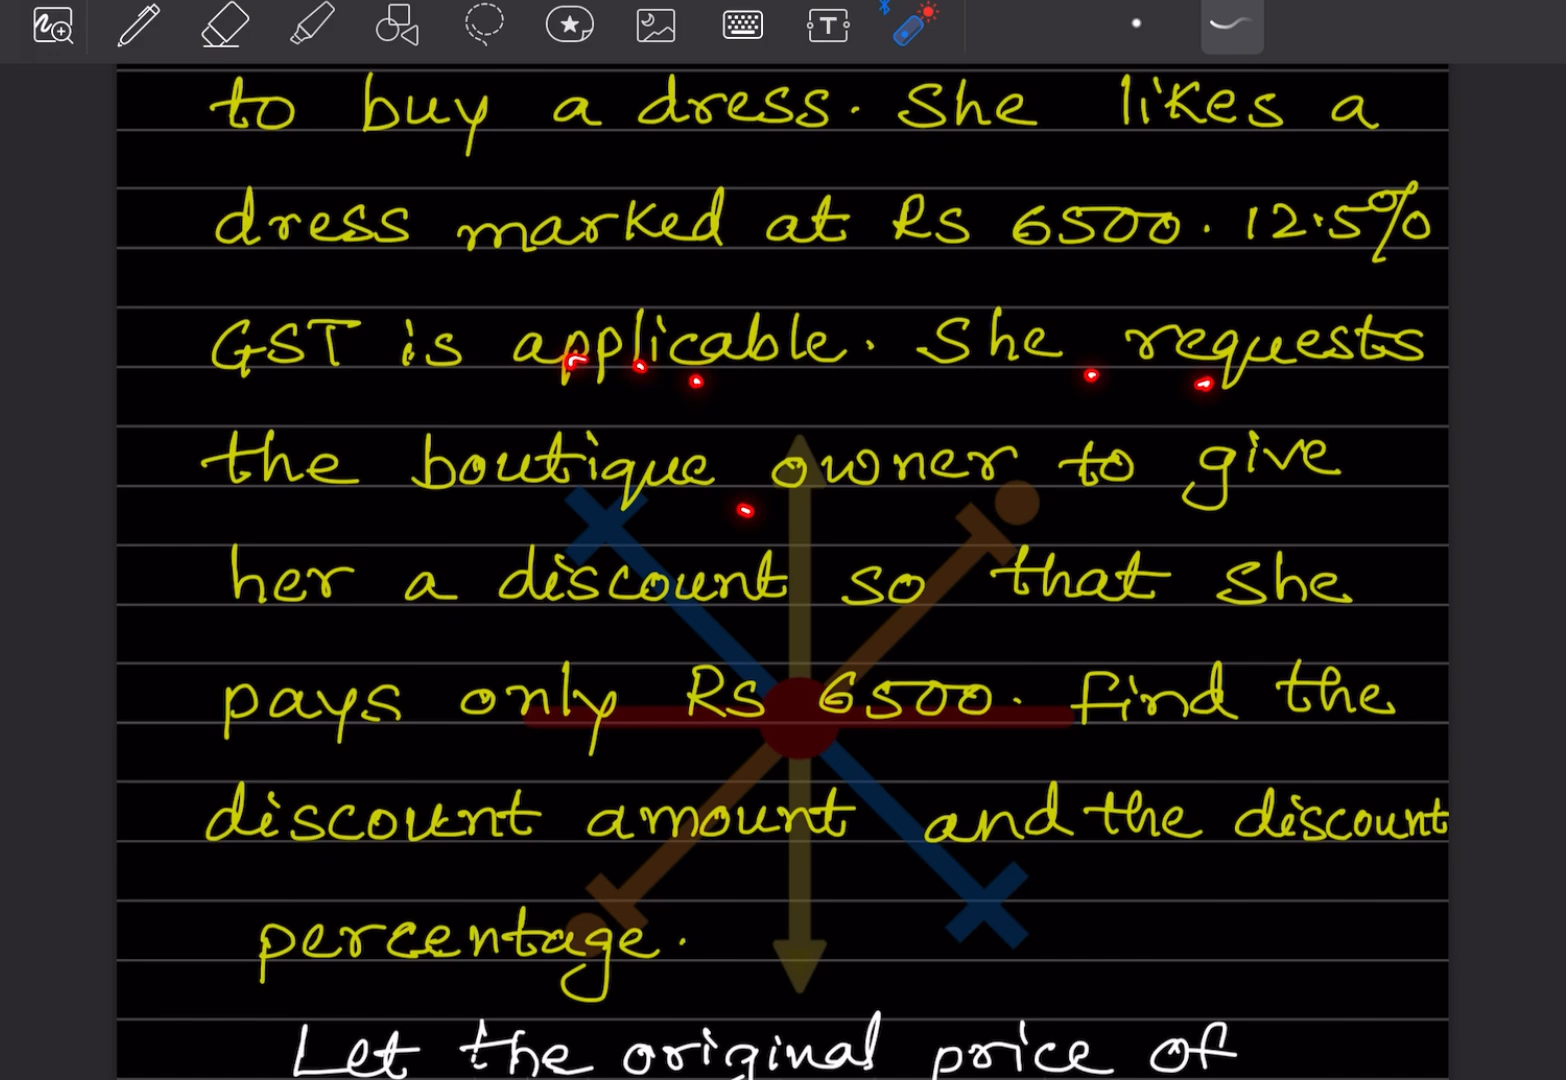 to buy a dress. She likes a
dress marked at Rs 6500. 12.5%
GST is applicable. She requests
the boutique owner to give
her a discount so that she
pays only Rs 6500. Find the
discount amount and the discount
percentage.
Let the original price of